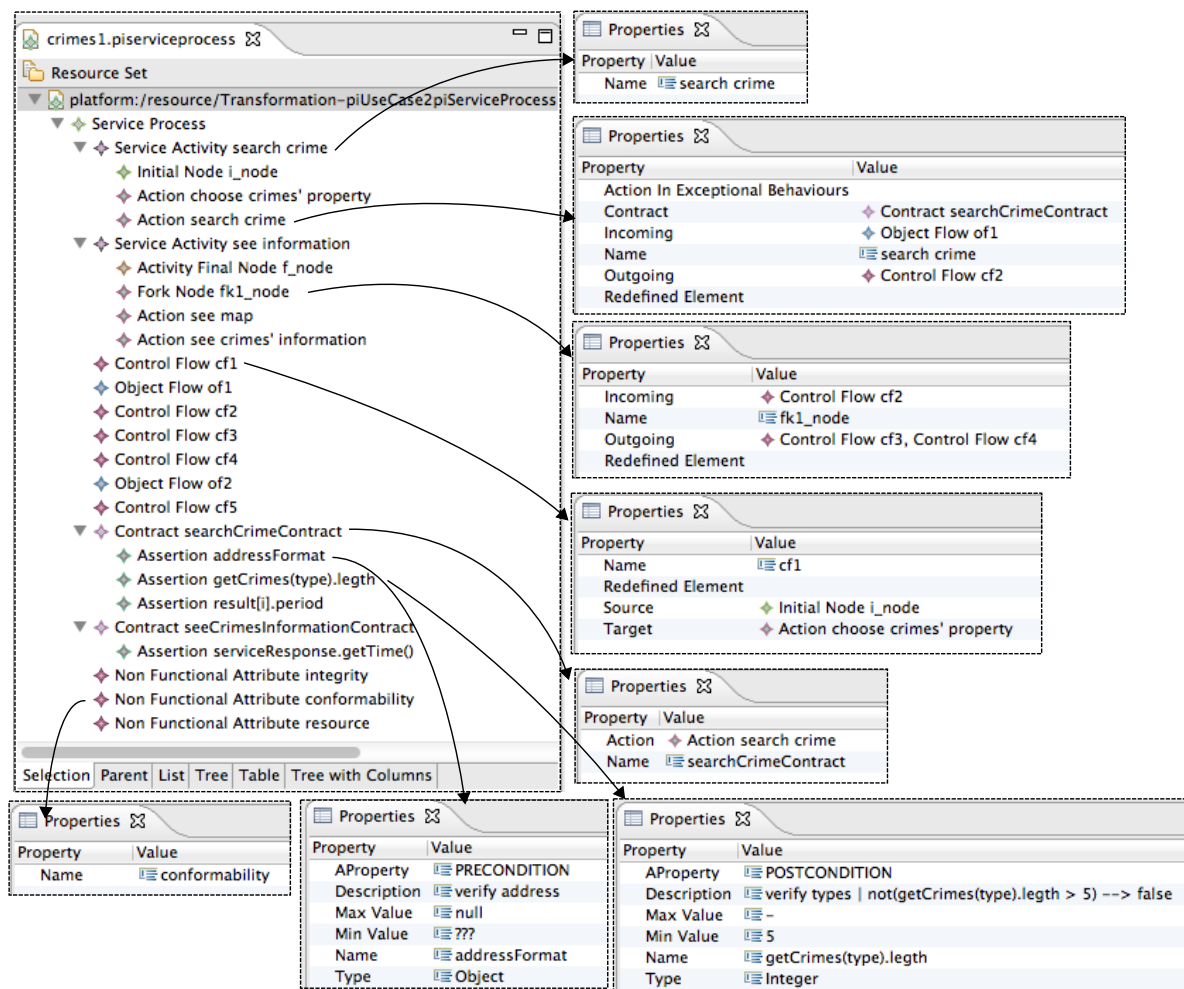 crimes1.piserviceprocess
Resource Set
platform:/resource/Transformation-piUseCase2piServiceProcess
Service Process
Service Activity search crime
Initial Node i_node
Action choose crimes' property
Action search crime
Service Activity see information
Activity Final Node f_node
Fork Node fk1_node
Action see map
Action see crimes' information
Control Flow cf1
Object Flow of1
Control Flow cf2
Control Flow cf3
Control Flow cf4
Object Flow of2
Control Flow cf5
Contract searchCrimeContract
Assertion addressFormat
Assertion getCrimes(type).legth
Assertion result[i].period
Contract seeCrimesInformationContract
Assertion serviceResponse.getTime()
Non Functional Attribute integrity
Non Functional Attribute conformability
Non Functional Attribute resource
Selection Parent List Tree Table Tree with Columns
Properties
Property Value
Name search crime
Properties
Property Value
Action In Exceptional Behaviours
Contract Contract searchCrimeContract
Incoming Object Flow of1
Name search crime
Outgoing Control Flow cf2
Redefined Element
Properties
Property Value
Incoming Control Flow cf2
Name fk1_node
Outgoing Control Flow cf3, Control Flow cf4
Redefined Element
Properties
Property Value
Name cf1
Redefined Element
Source Initial Node i_node
Target Action choose crimes' property
Properties
Property Value
Action Action search crime
Name searchCrimeContract
Properties
Property Value
Name conformability
Properties
Property Value
AProperty PRECONDITION
Description verify address
Max Value null
Min Value ???
Name addressFormat
Type Object
Properties
Property Value
AProperty POSTCONDITION
Description verify types | not(getCrimes(type).legth > 5) --> false
Max Value -
Min Value 5
Name getCrimes(type).legth
Type Integer